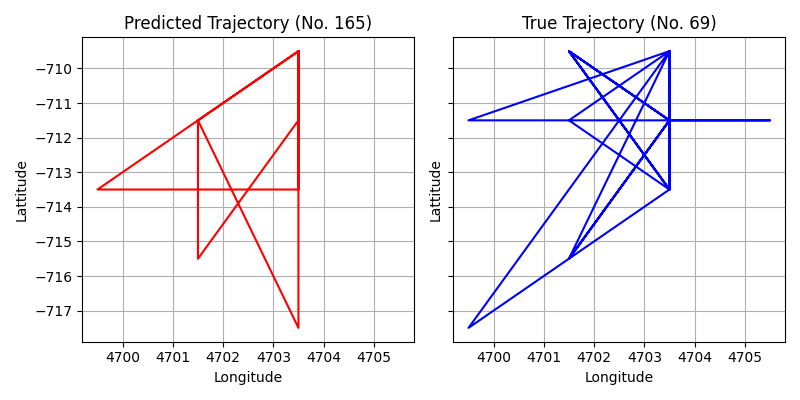 Predicted Trajectory (No. 165)
Lattitude
−710
−711
−712
−713
−714
−715
−716
−717
4700 4701 4702 4703 4704 4705
Longitude
True Trajectory (No. 69)
Lattitude
4700 4701 4702 4703 4704 4705
Longitude